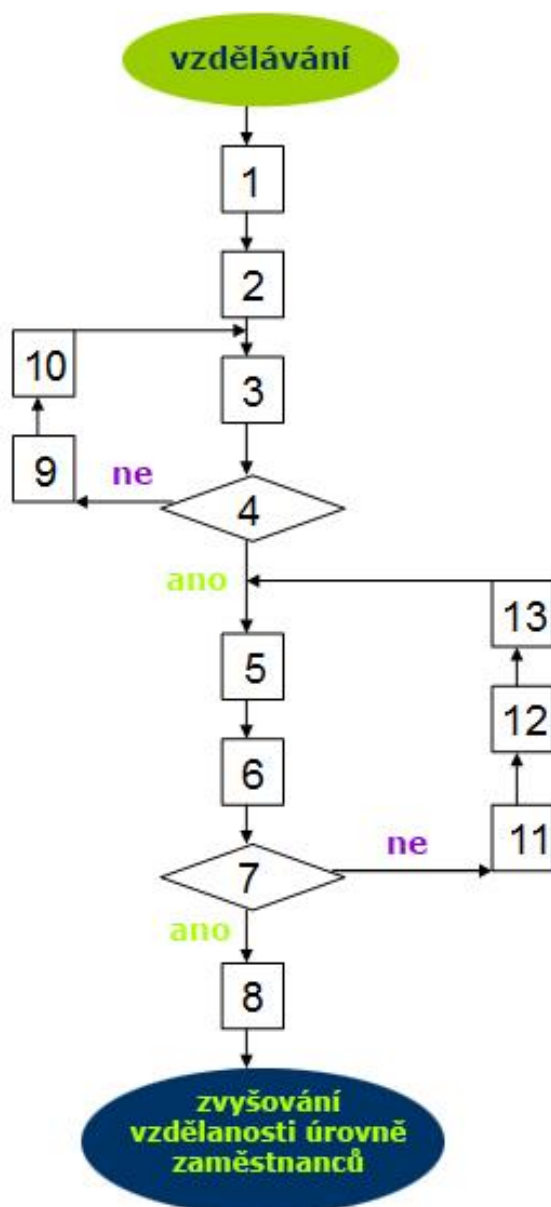 vzdělávání
1
2
10
3
9
ne
4
ano
13
5
12
6
11
ne
7
ano
8
zvyšování
vzdělanosti úrovně
zaměstnanců